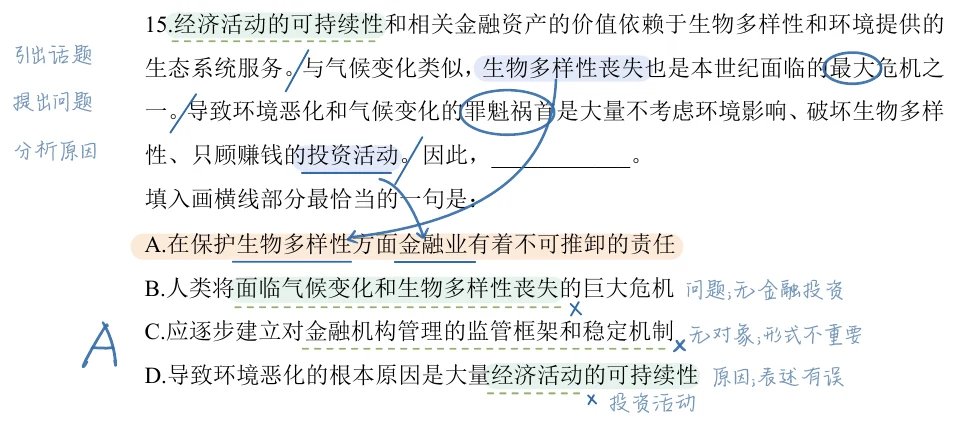 15.经济活动的可持续性和相关金融资产的价值依赖于生物多样性和环境提供的
引出话题
生态系统服务。与气候变化类似，生物多样性丧失也是本世纪面临的最大危机之
提出问题
一。导致环境恶化和气候变化的罪魁祸首是大量不考虑环境影响、破坏生物多样
分析原因
性、只顾赚钱的投资活动。因此，____________。
填入画横线部分最恰当的一句是：
A.在保护生物多样性方面金融业有着不可推卸的责任
B.人类将面临气候变化和生物多样性丧失的巨大危机 问题;无金融投资
A
C.应逐步建立对金融机构管理的监管框架和稳定机制 无对象;形式不重要
D.导致环境恶化的根本原因是大量经济活动的可持续性 原因;表述有误
投资活动